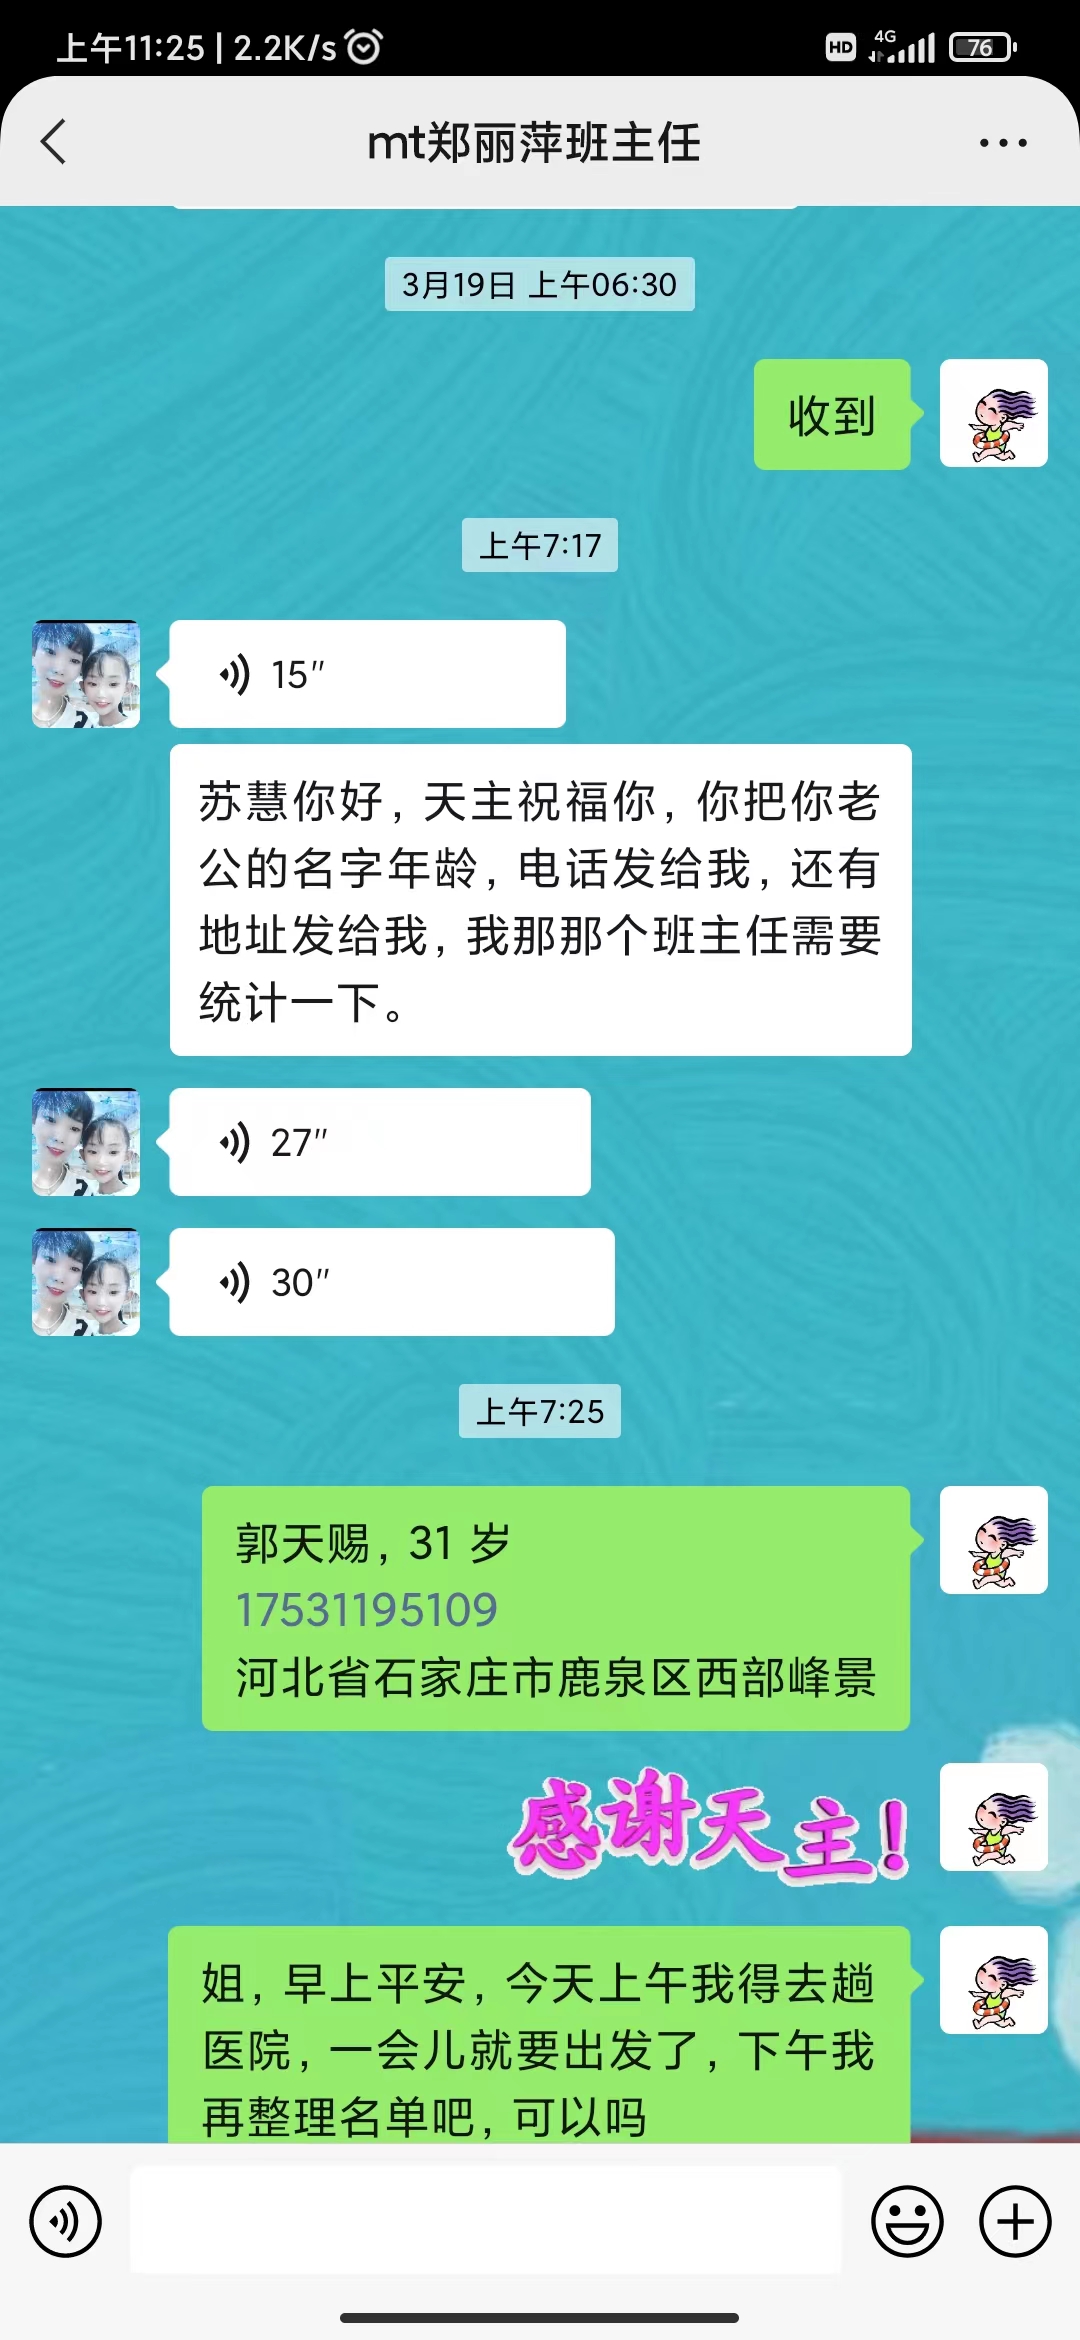 上午11:25 | 2.2K/s
HD 4G 76
mt郑丽萍班主任
3月19日 上午06:30
收到
上午7:17
15"
苏慧你好，天主祝福你，你把你老
公的名字年龄，电话发给我，还有
地址发给我，我那那个班主任需要
统计一下。
27"
30"
上午7:25
郭天赐，31 岁
17531195109
河北省石家庄市鹿泉区西部峰景
感谢天主！
姐，早上平安，今天上午我得去趟
医院，一会儿就要出发了，下午我
再整理名单吧，可以吗